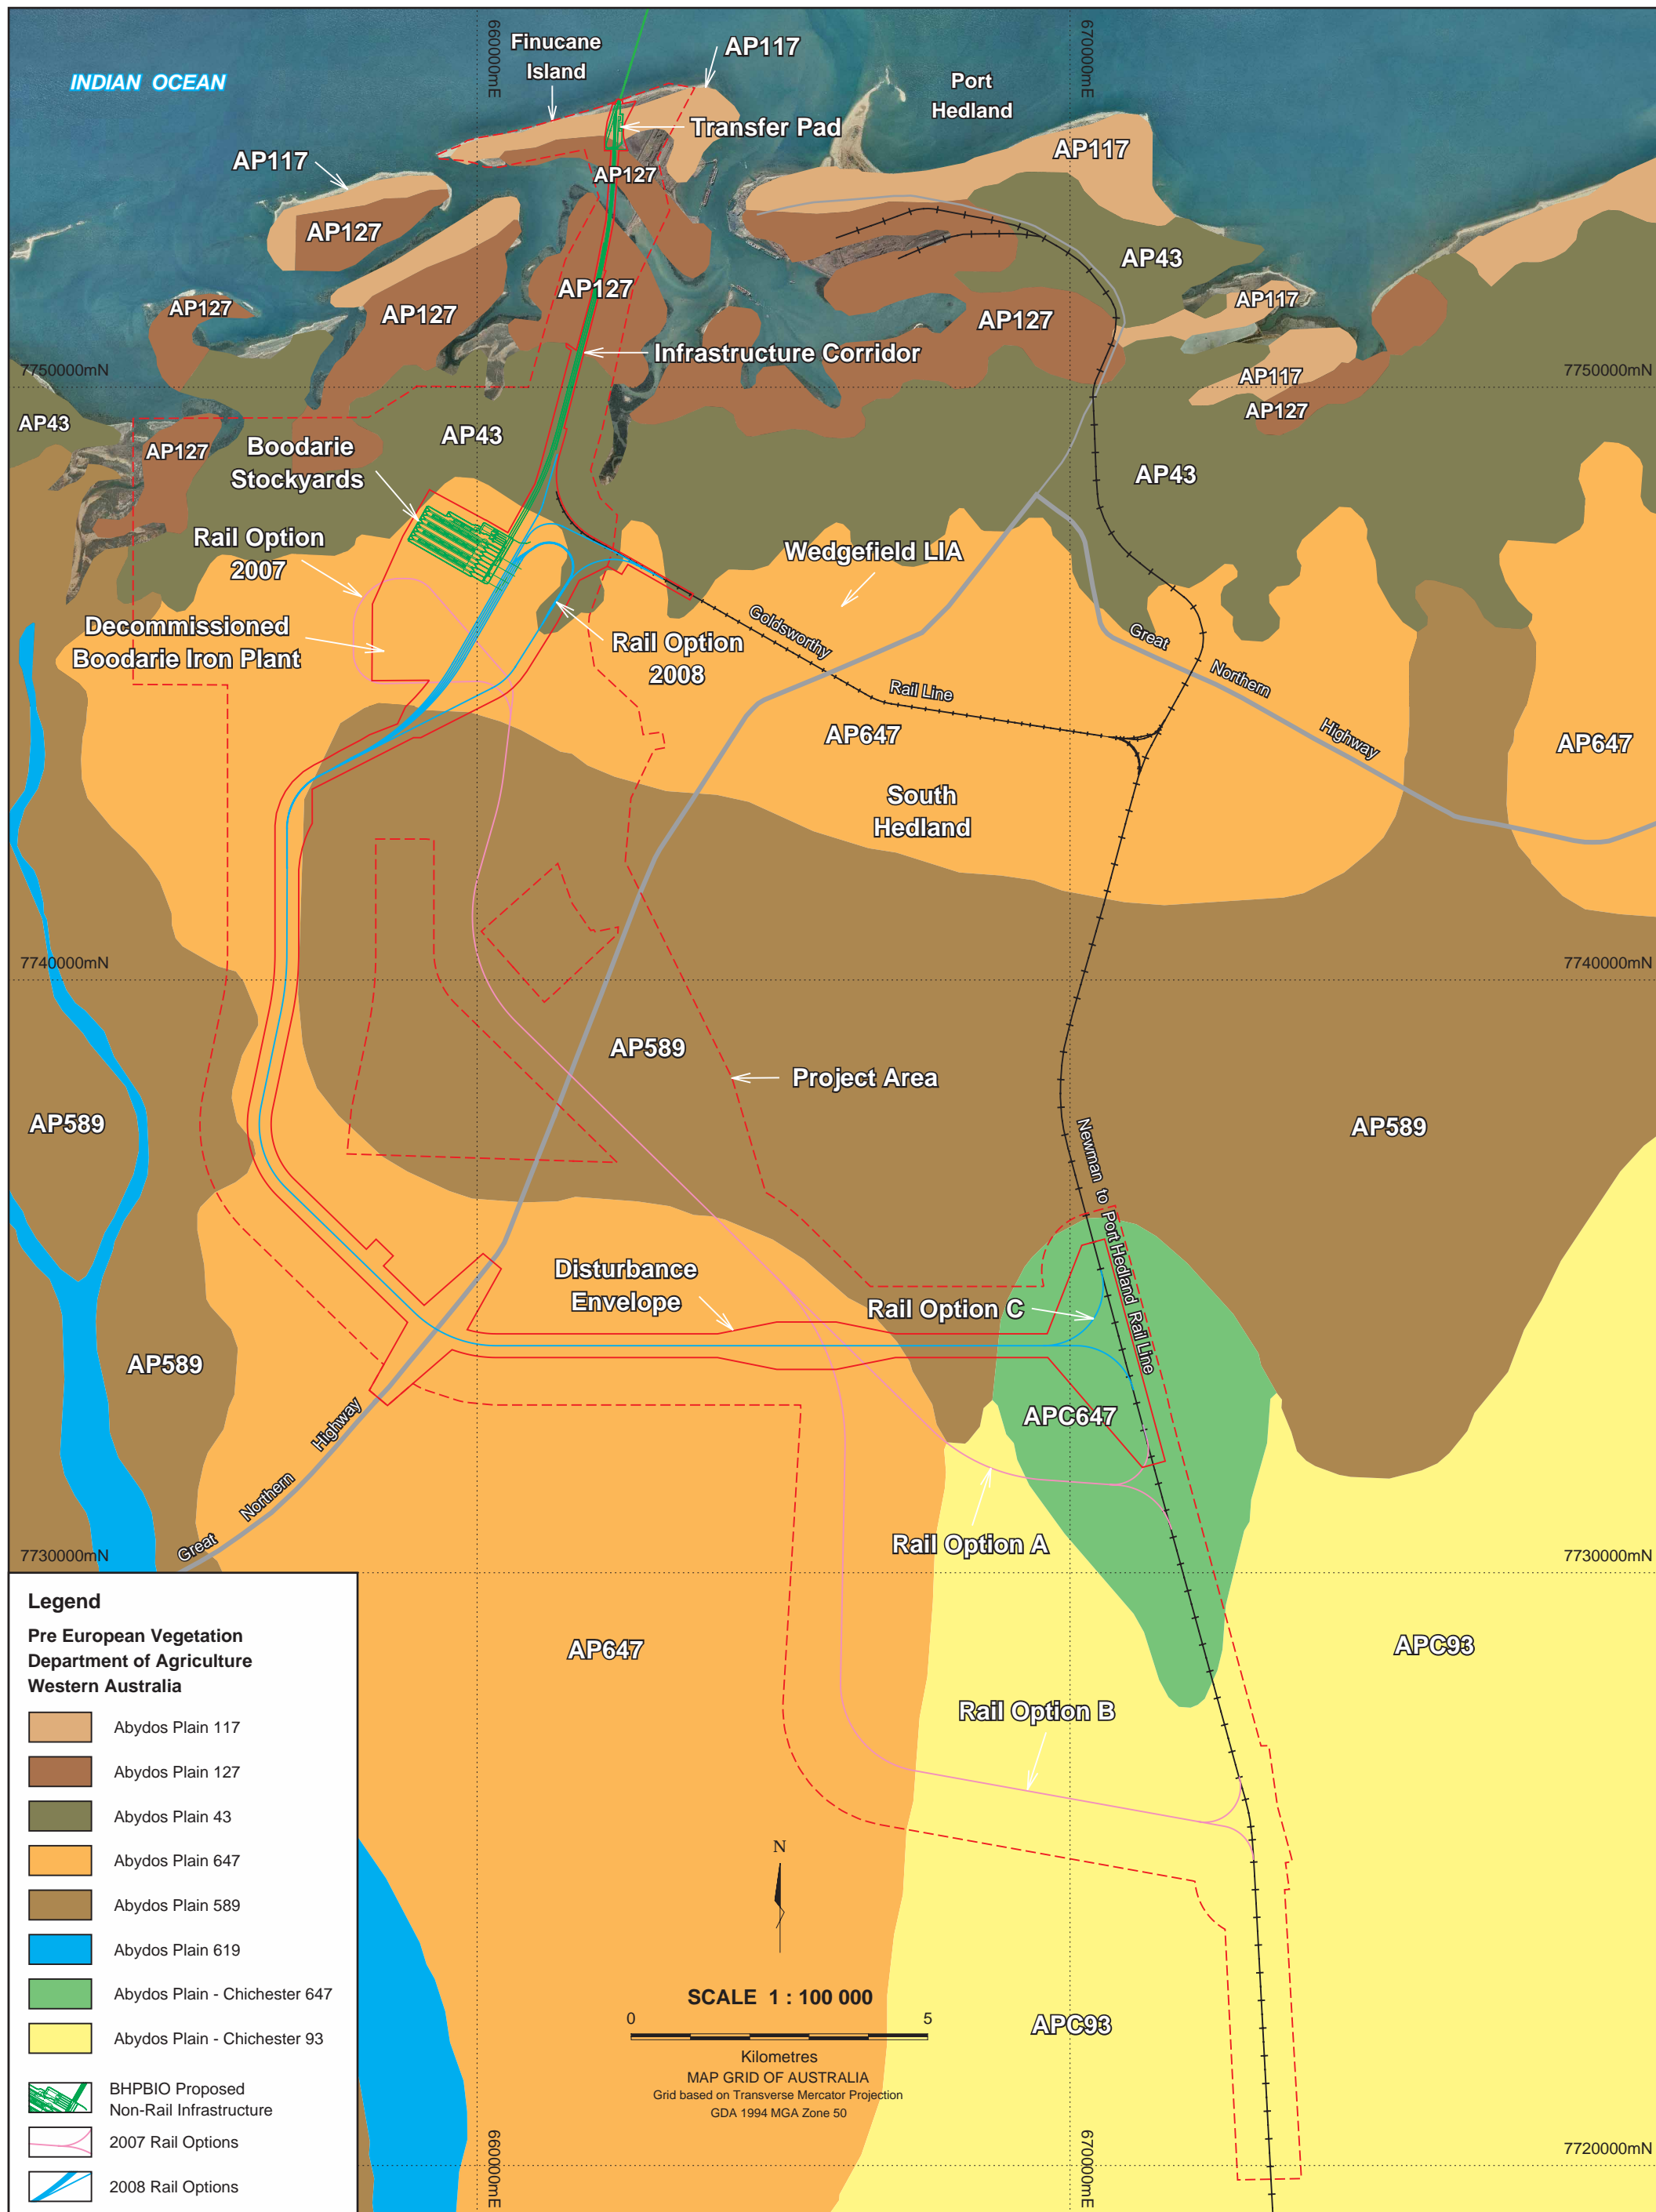 660000mE
670000mE
INDIAN OCEAN
Finucane
Island
AP117
Port
Hedland
Transfer Pad
AP117
AP117
AP127
AP127
AP43
AP127
AP117
AP127
AP127
AP127
Infrastructure Corridor
7750000mN
7750000mN
AP117
AP127
AP43
AP43
AP127
Boodarie
Stockyards
AP43
Rail Option
2007
Wedgefield LIA
Decommissioned
Boodarie Iron Plant
Rail Option
2008
Goldsworthy
Rail Line
Great
Northern
Highway
AP647
AP647
South
Hedland
7740000mN
7740000mN
AP589
Project Area
AP589
AP589
Newman to Port Hedland Rail Line
Disturbance
Envelope
Rail Option C
AP589
APC647
Highway
Northern
Great
Rail Option A
7730000mN
7730000mN
AP647
APC93
Rail Option B
Legend
Pre European Vegetation
Department of Agriculture
Western Australia
Abydos Plain 117
Abydos Plain 127
Abydos Plain 43
Abydos Plain 647
Abydos Plain 589
Abydos Plain 619
Abydos Plain - Chichester 647
Abydos Plain - Chichester 93
BHPBIO Proposed
Non-Rail Infrastructure
2007 Rail Options
2008 Rail Options
N
SCALE 1 : 100 000
0 5
Kilometres
MAP GRID OF AUSTRALIA
Grid based on Transverse Mercator Projection
GDA 1994 MGA Zone 50
APC93
7720000mN
660000mE
670000mE